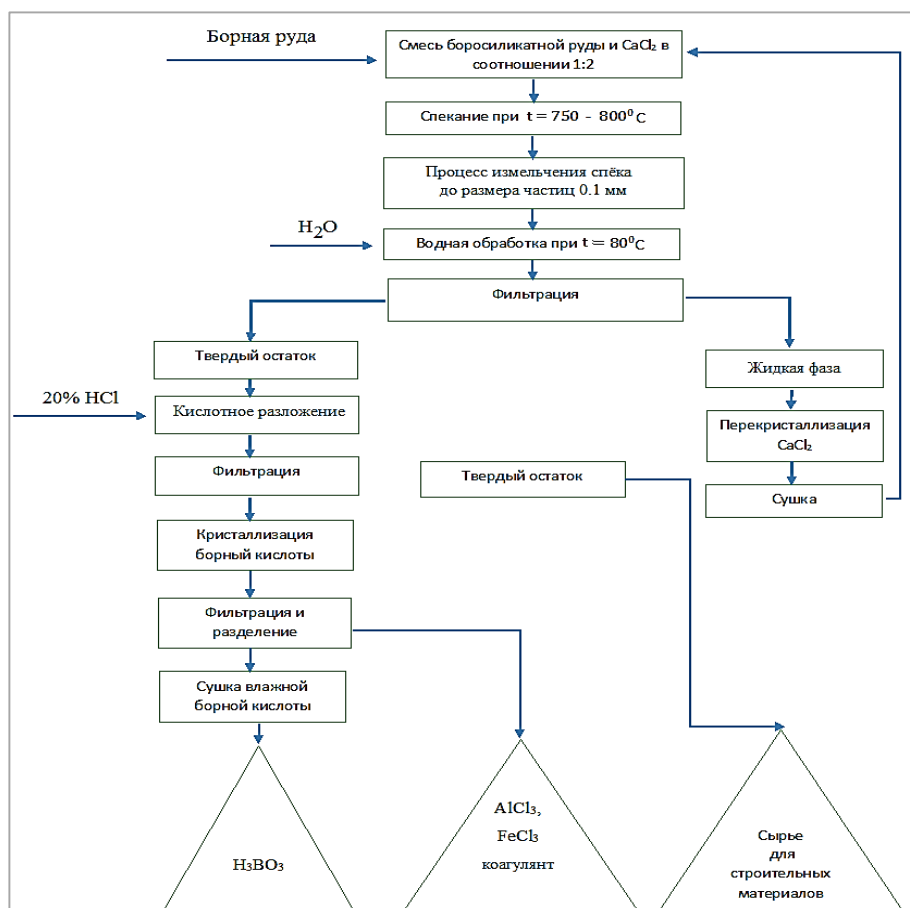 Борная руда
Смесь боросиликатной руды и CaCl₂ в
соотношении 1:2
Спекание при t = 750 - 800⁰ C
Процесс измельчения спёка
до размера частиц 0.1 мм
H₂O
Водная обработка при t = 80⁰C
Фильтрация
Твердый остаток
Жидкая фаза
20% HCl
Кислотное разложение
Перекристаллизация
CaCl₂
Фильтрация
Твердый остаток
Сушка
Кристаллизация
борный кислоты
Фильтрация и
разделение
Сушка влажной
борной кислоты
H₃BO₃
AlCl₃,
FeCl₃
коагулянт
Сырье
для
строительных
материалов